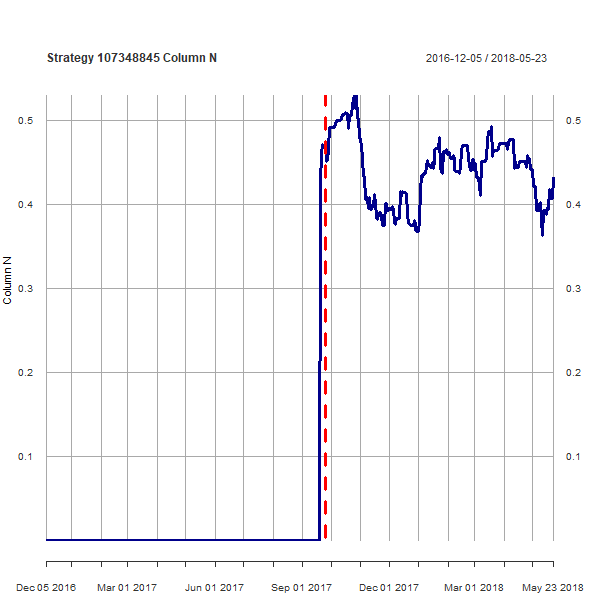 Strategy 107348845 Column N
2016-12-05 / 2018-05-23
0.5 0.5
0.4 0.4
0.3 0.3
0.2 0.2
0.1 0.1
Column N
Dec 05 2016 Mar 01 2017 Jun 01 2017 Sep 01 2017 Dec 01 2017 Mar 01 2018 May 23 2018